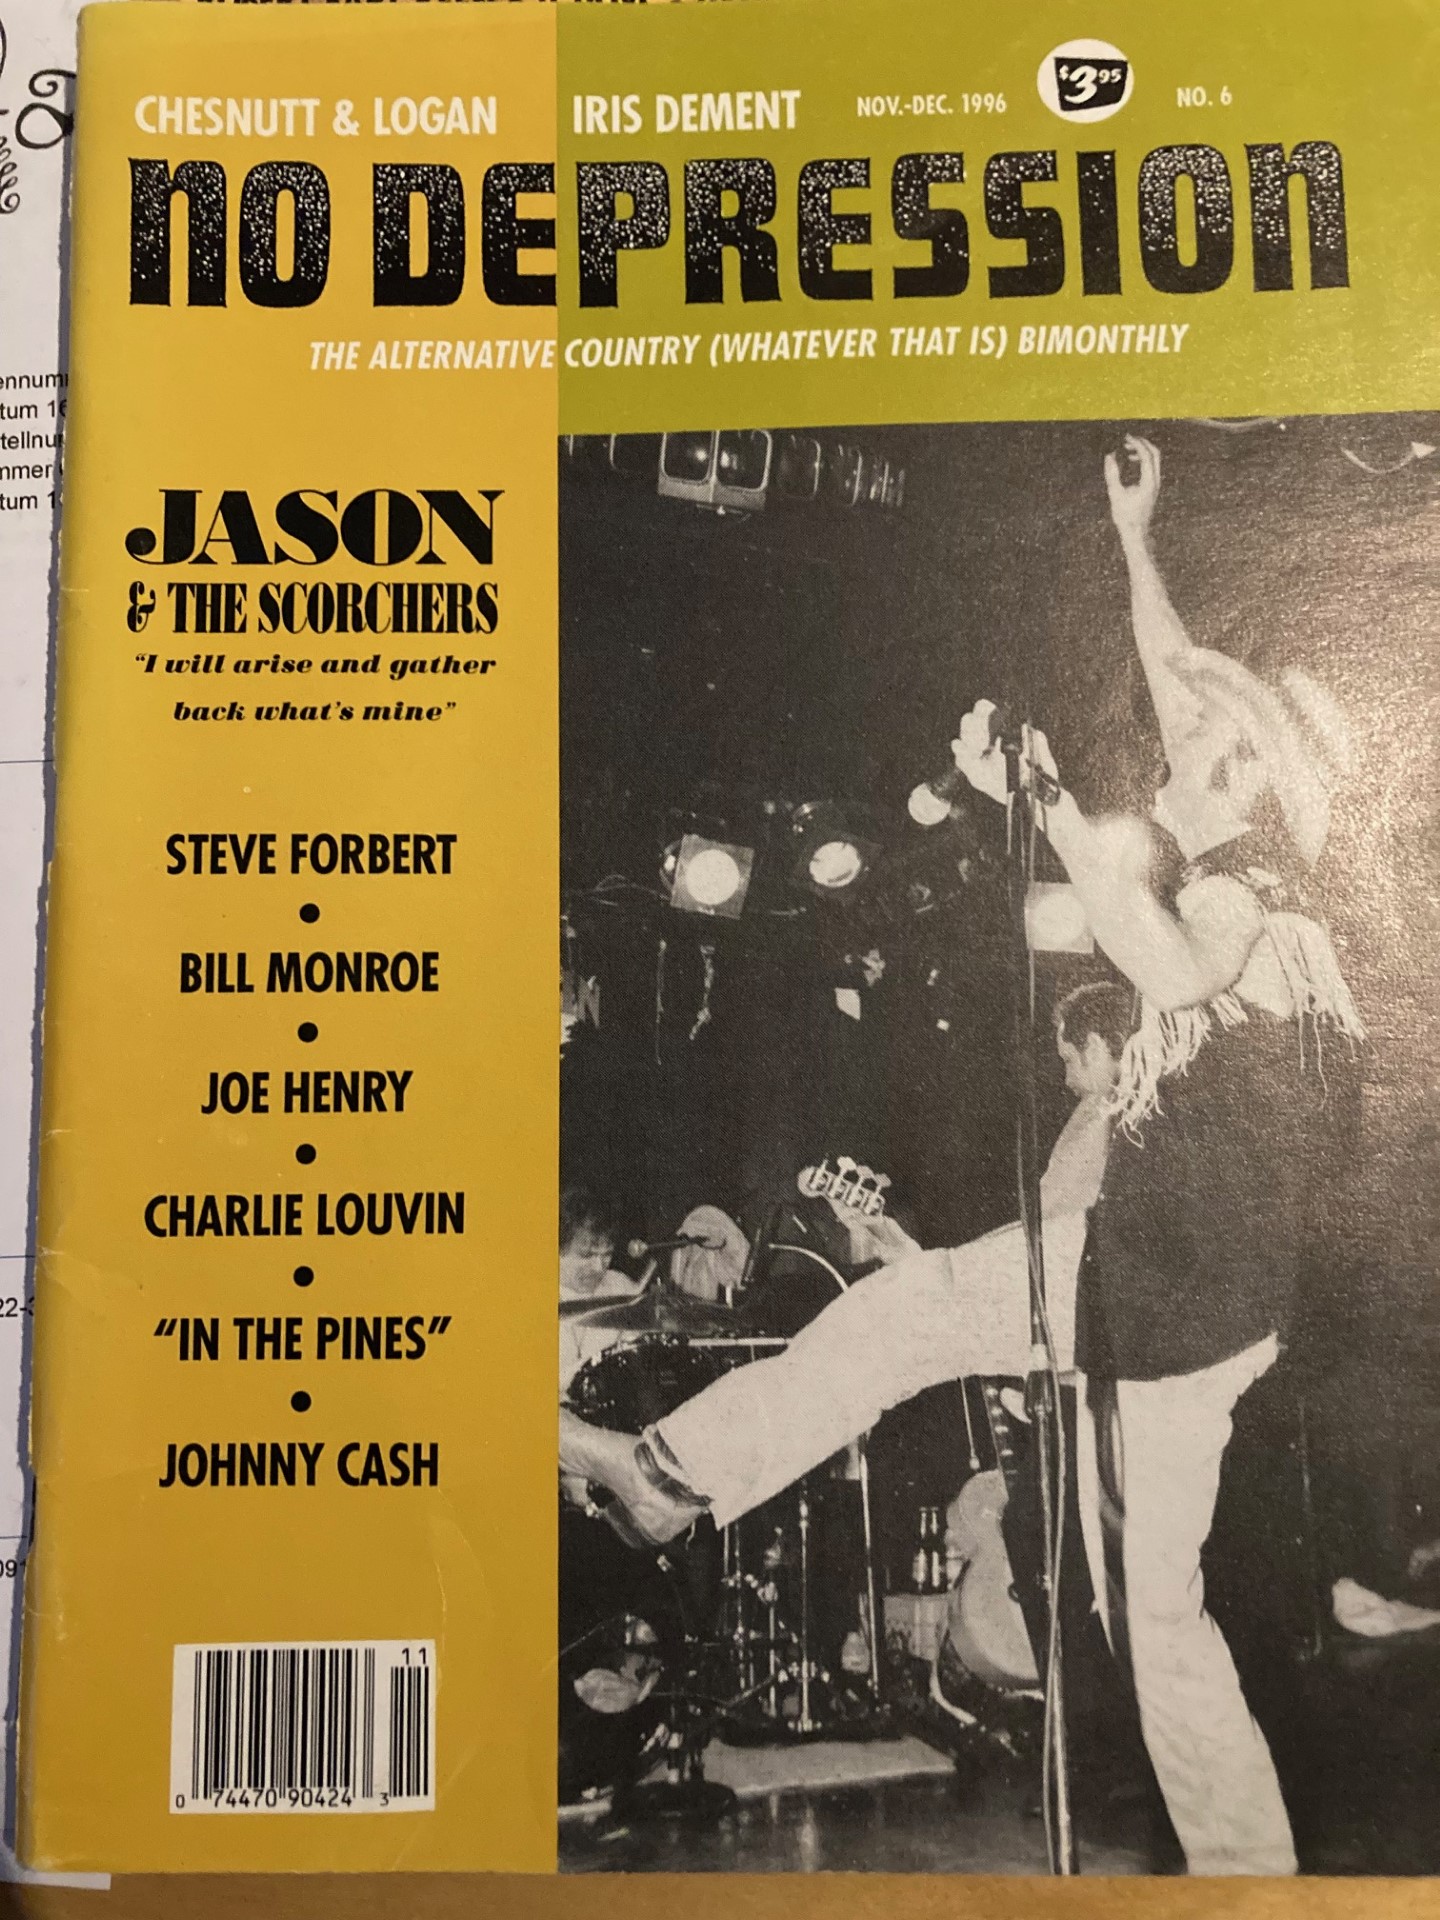 CHESNUTT & LOGAN IRIS DEMENT NOV.-DEC. 1996 $3.95 NO. 6
NO DEPRESSION
THE ALTERNATIVE COUNTRY (WHATEVER THAT IS) BIMONTHLY
JASON
& THE SCORCHERS
"I will arise and gather
back what's mine"
STEVE FORBERT
•
BILL MONROE
•
JOE HENRY
•
CHARLIE LOUVIN
•
"IN THE PINES"
•
JOHNNY CASH
11
0 74470 90424 3